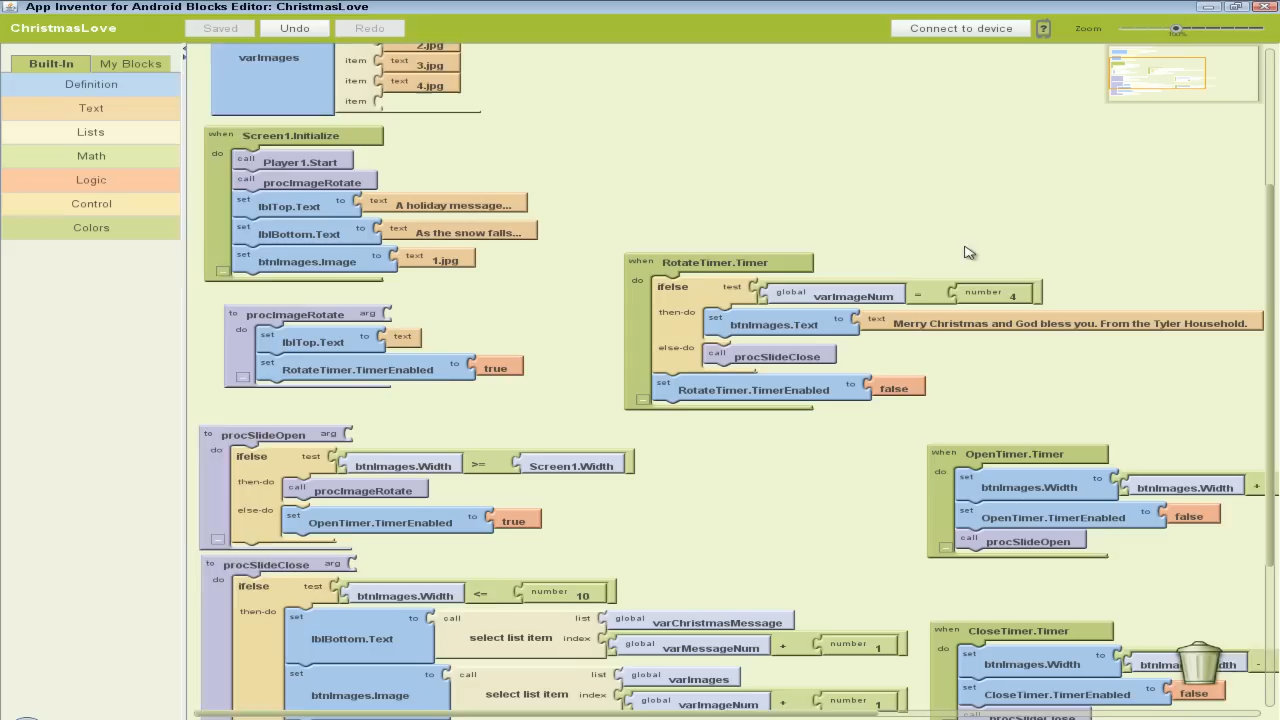 App Inventor for Android Blocks Editor: ChristmasLove
ChristmasLove Saved Undo Redo Connect to device ? Zoom 100%
Built-In My Blocks
Definition
Text
Lists
Math
Logic
Control
Colors
varImages
item text 2.jpg
item text 3.jpg
item text 4.jpg
item
when Screen1.Initialize
do call Player1.Start
call procImageRotate
set lblTop.Text to text A holiday message...
set lblBottom.Text to text As the snow falls...
set btnImages.Image to text 1.jpg
to procImageRotate arg
do set lblTop.Text to text
set RotateTimer.TimerEnabled to true
when RotateTimer.Timer
do ifelse test global varImageNum = number 4
then-do set btnImages.Text to text Merry Christmas and God bless you. From the Tyler Household.
else-do call procSlideClose
set RotateTimer.TimerEnabled to false
to procSlideOpen arg
do ifelse test btnImages.Width >= Screen1.Width
then-do call procImageRotate
else-do set OpenTimer.TimerEnabled to true
when OpenTimer.Timer
do set btnImages.Width to btnImages.Width +
set OpenTimer.TimerEnabled to false
call procSlideOpen
to procSlideClose arg
do ifelse test btnImages.Width <= number 10
then-do set lblBottom.Text to call select list item list global varChristmasMessage
index global varMessageNum + number 1
set btnImages.Image to call select list item list global varImages
index global varImageNum + number 1
when CloseTimer.Timer
do set btnImages.Width to -
set CloseTimer.TimerEnabled to false
call procSlideClose